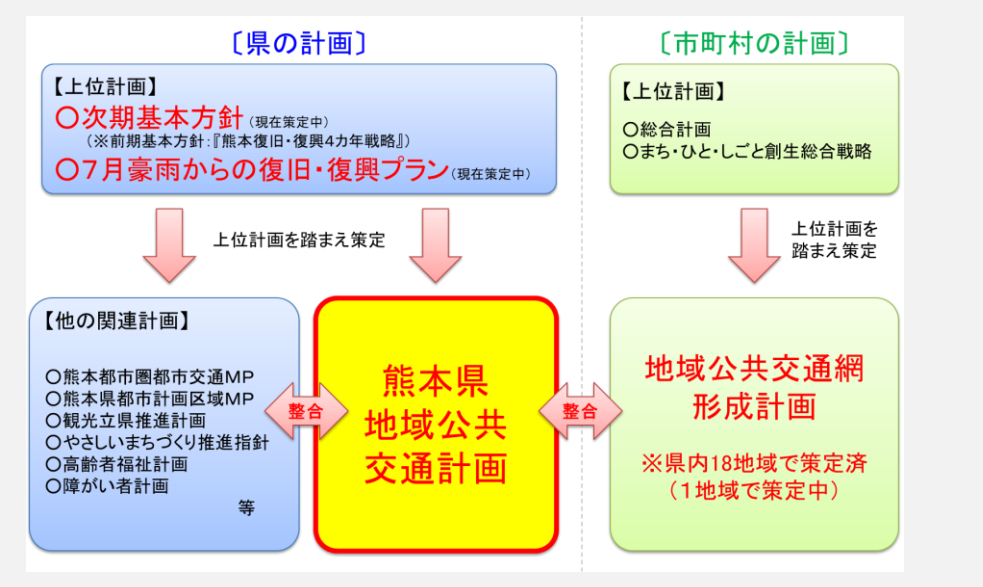 〔県の計画〕
【上位計画】
〇次期基本方針(現在策定中)
(※前期基本方針:『熊本復旧・復興4カ年戦略』)
〇7月豪雨からの復旧・復興プラン(現在策定中)
上位計画を踏まえ策定
【他の関連計画】
〇熊本都市圏都市交通MP
〇熊本県都市計画区域MP
〇観光立県推進計画
〇やさしいまちづくり推進指針
〇高齢者福祉計画
〇障がい者計画
等
整合
熊本県
地域公共
交通計画
整合
〔市町村の計画〕
【上位計画】
〇総合計画
〇まち・ひと・しごと創生総合戦略
上位計画を
踏まえ策定
地域公共交通網
形成計画
※県内18地域で策定済
(1地域で策定中)